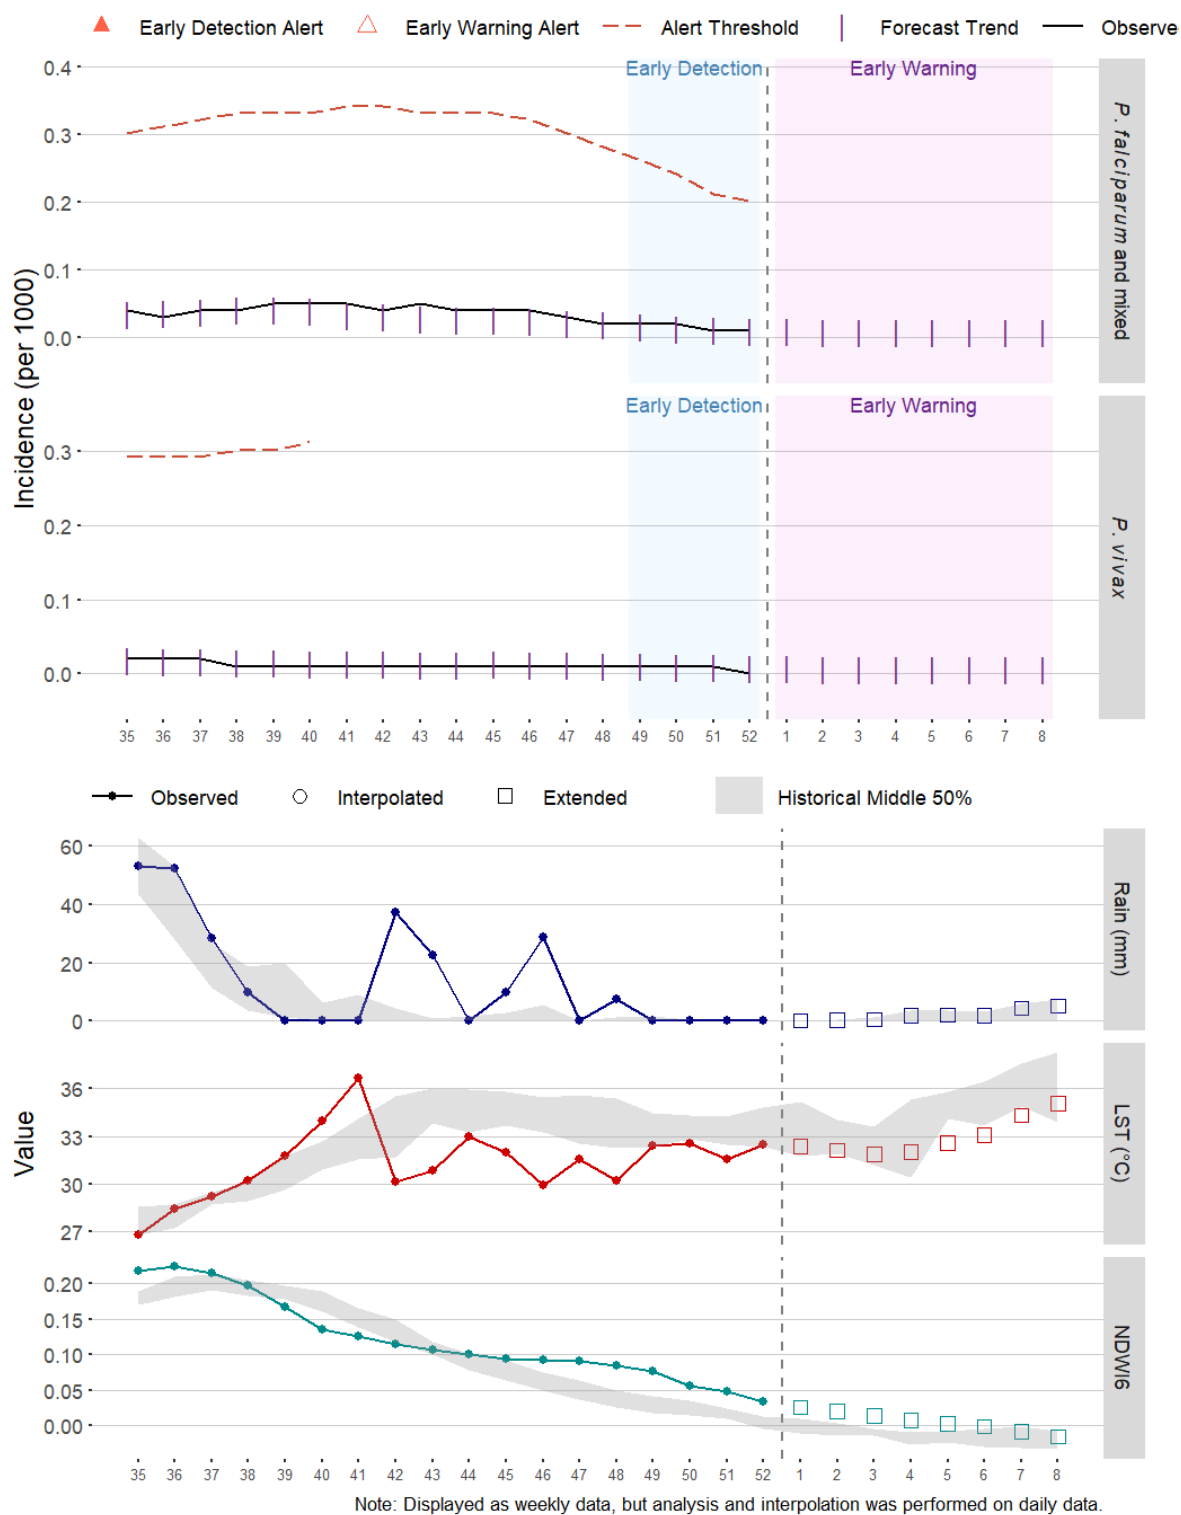 Early Detection Alert Early Warning Alert Alert Threshold Forecast Trend Observe
Early Detection Early Warning
0.4
0.3
0.2
0.1
0.0
P. falciparum and mixed
Incidence (per 1000)
Early Detection Early Warning
0.3
0.2
0.1
0.0
P. vivax
35 36 37 38 39 40 41 42 43 44 45 46 47 48 49 50 51 52 1 2 3 4 5 6 7 8
Observed Interpolated Extended Historical Middle 50%
60
40
20
0
Rain (mm)
36
33
30
27
LST (°C)
Value
0.20
0.15
0.10
0.05
0.00
NDWI6
35 36 37 38 39 40 41 42 43 44 45 46 47 48 49 50 51 52 1 2 3 4 5 6 7 8
Note: Displayed as weekly data, but analysis and interpolation was performed on daily data.